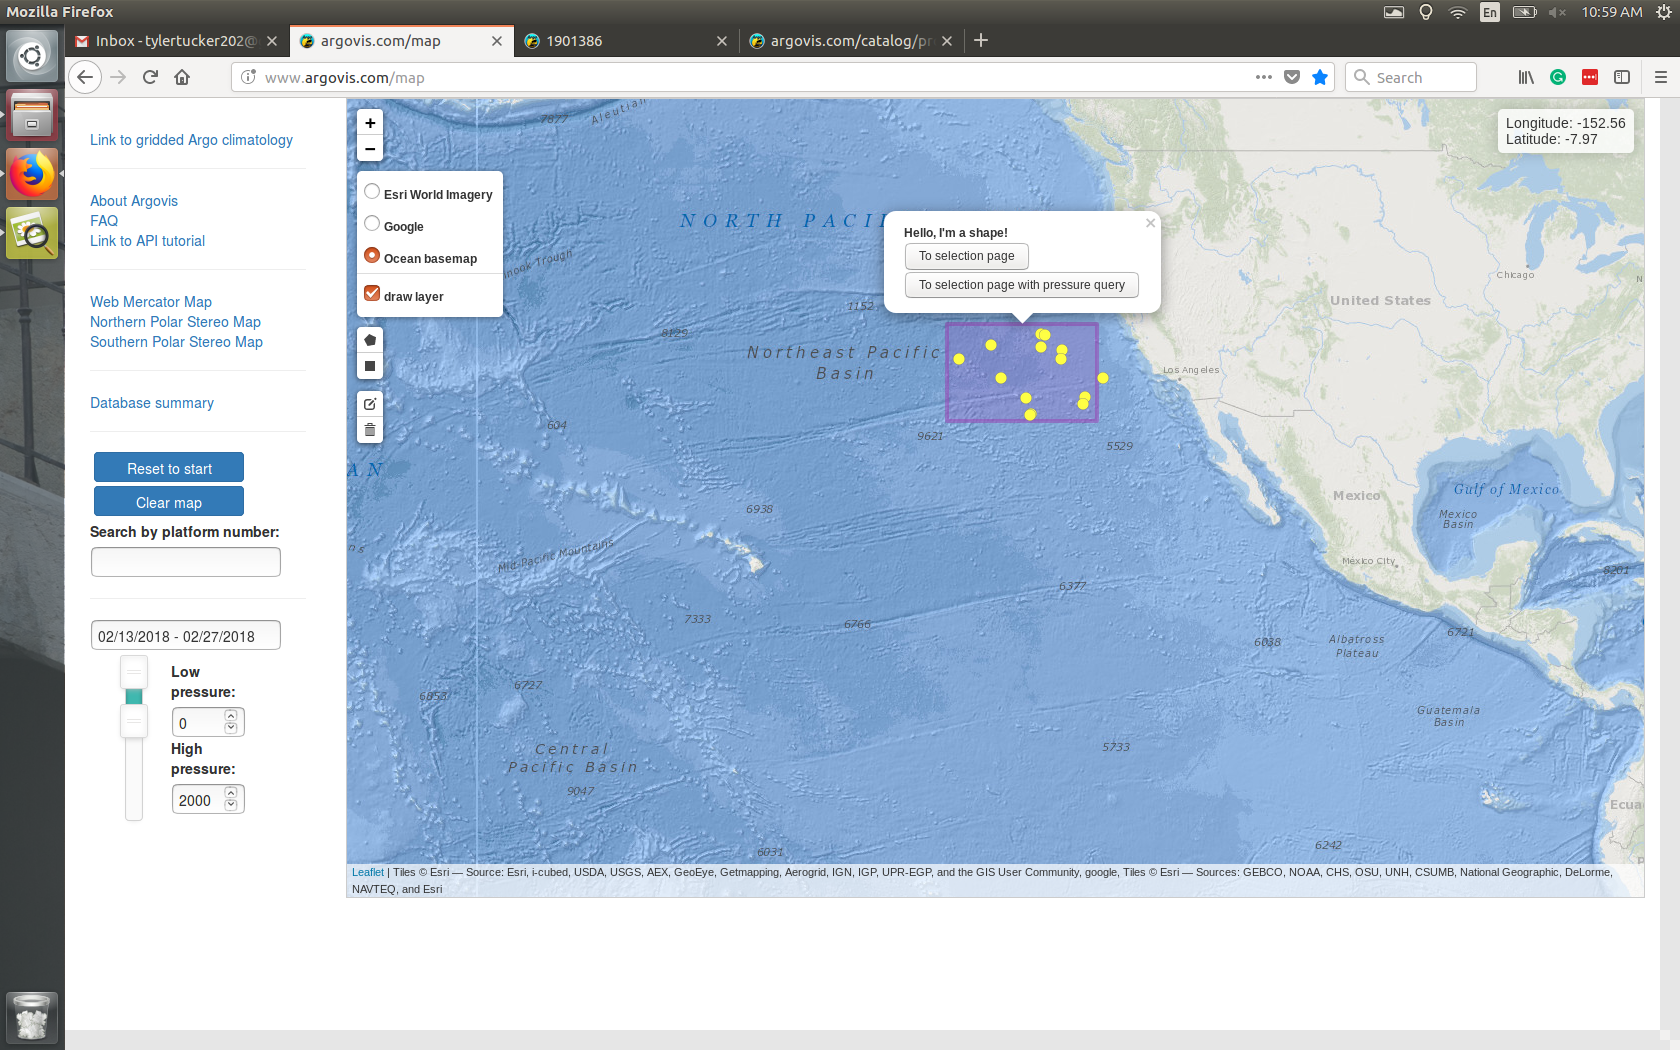 Mozilla Firefox
En
10:59 AM
Inbox - tylertucker202@
argovis.com/map
1901386
argovis.com/catalog/pr
www.argovis.com/map
Search
Link to gridded Argo climatology
About Argovis
FAQ
Link to API tutorial
Web Mercator Map
Northern Polar Stereo Map
Southern Polar Stereo Map
Database summary
Reset to start
Clear map
Search by platform number:
02/13/2018 - 02/27/2018
Low
pressure:
0
High
pressure:
2000
+
−
Esri World Imagery
Google
Ocean basemap
draw layer
Longitude: -152.56
Latitude: -7.97
Hello, I'm a shape!
×
To selection page
To selection page with pressure query
7877
Aleutian
NORTH PACI
nook Trough
1152
8129
Northeast Pacific
Basin
604
9621
5529
AN
6938
Mid-Pacific Mountains
ns
6377
7333
6766
6727
6853
Central
Pacific Basin
9047
5733
6031
6242
6038
Albatross
Plateau
6721
Guatemala
Basin
United States
Chicago
Los Angeles
Mexico
Gulf of Mexico
Mexico
Basin
México City
8201
Ecua
Leaflet | Tiles © Esri — Source: Esri, i-cubed, USDA, USGS, AEX, GeoEye, Getmapping, Aerogrid, IGN, IGP, UPR-EGP, and the GIS User Community, google, Tiles © Esri — Sources: GEBCO, NOAA, CHS, OSU, UNH, CSUMB, National Geographic, DeLorme,
NAVTEQ, and Esri